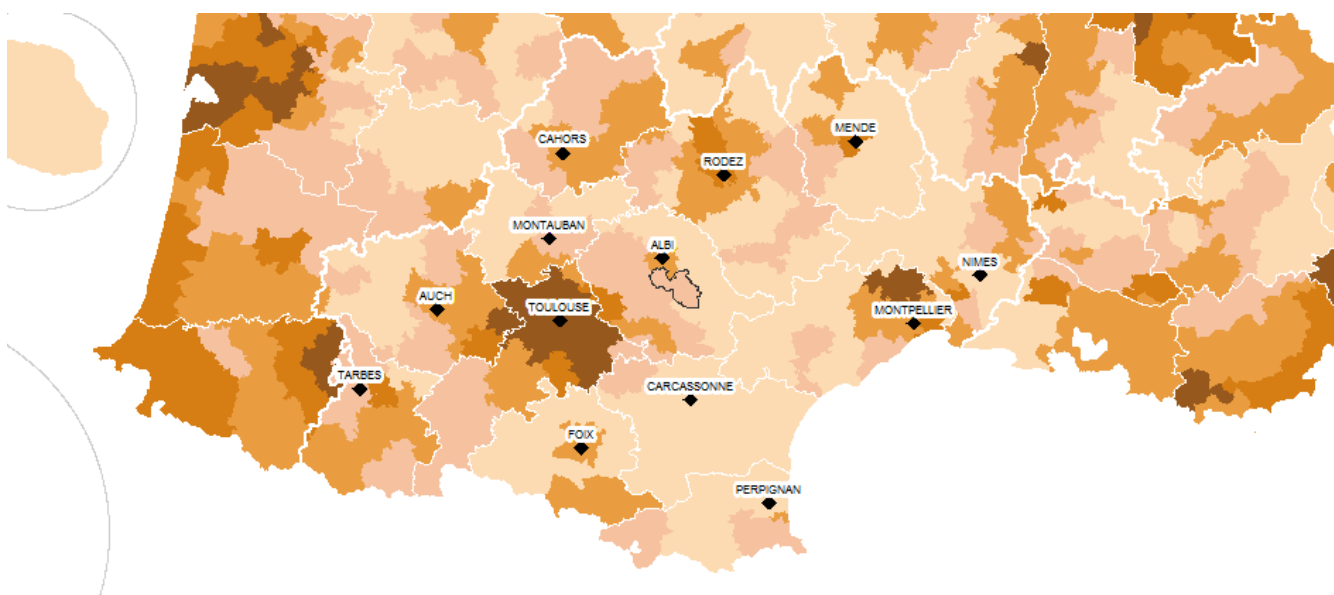 CAHORS
MENDE
RODEZ
MONTAUBAN
ALBI
NIMES
AUCH
TOULOUSE
MONTPELLIER
TARBES
CARCASSONNE
FOIX
PERPIGNAN